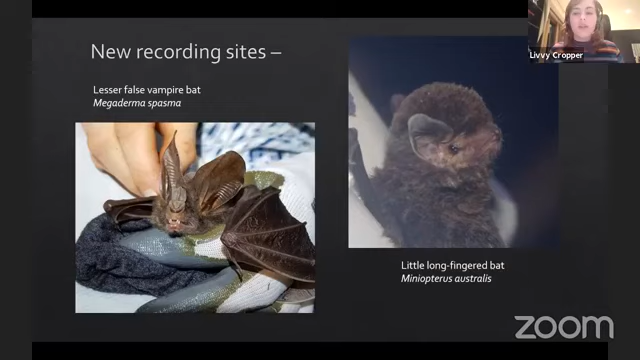 New recording sites –
Lesser false vampire bat
Megaderma spasma
Livvy Cropper
Little long-fingered bat
Miniopterus australis
zoom